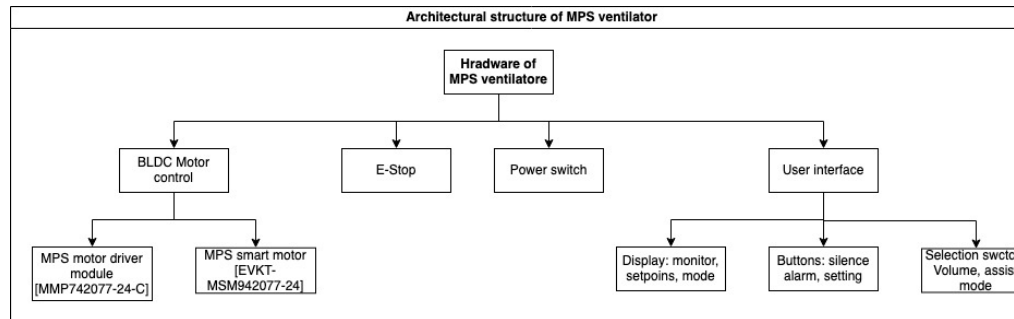 Architectural structure of MPS ventilator
Hradware of
MPS ventilatore
BLDC Motor
control
E-Stop
Power switch
User interface
MPS motor driver
module
[MMP742077-24-C]
MPS smart motor
[EVKT-
MSM942077-24]
Display: monitor,
setpoins, mode
Buttons: silence
alarm, setting
Selection
Volume, assis
mode